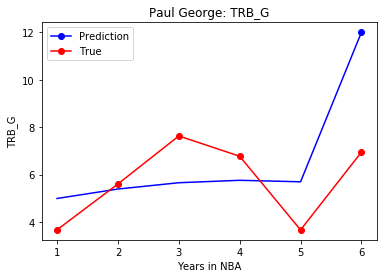 Paul George: TRB_G
Prediction
True
TRB_G
12
10
8
6
4
1 2 3 4 5 6
Years in NBA